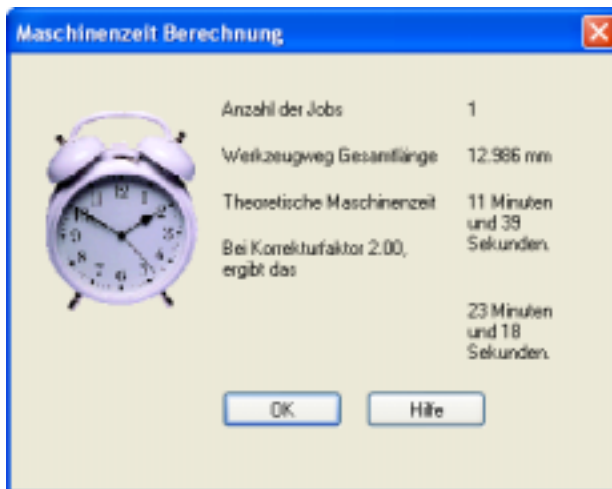 Maschinenzeit Berechnung
Anzahl der Jobs 1
Werkzeugweg Gesamtlänge 12.986 mm
Theoretische Maschinenzeit 11 Minuten
und 39
Sekunden.
Bei Korrekturfaktor 2.00,
ergibt das
23 Minuten
und 18
Sekunden.
OK Hilfe